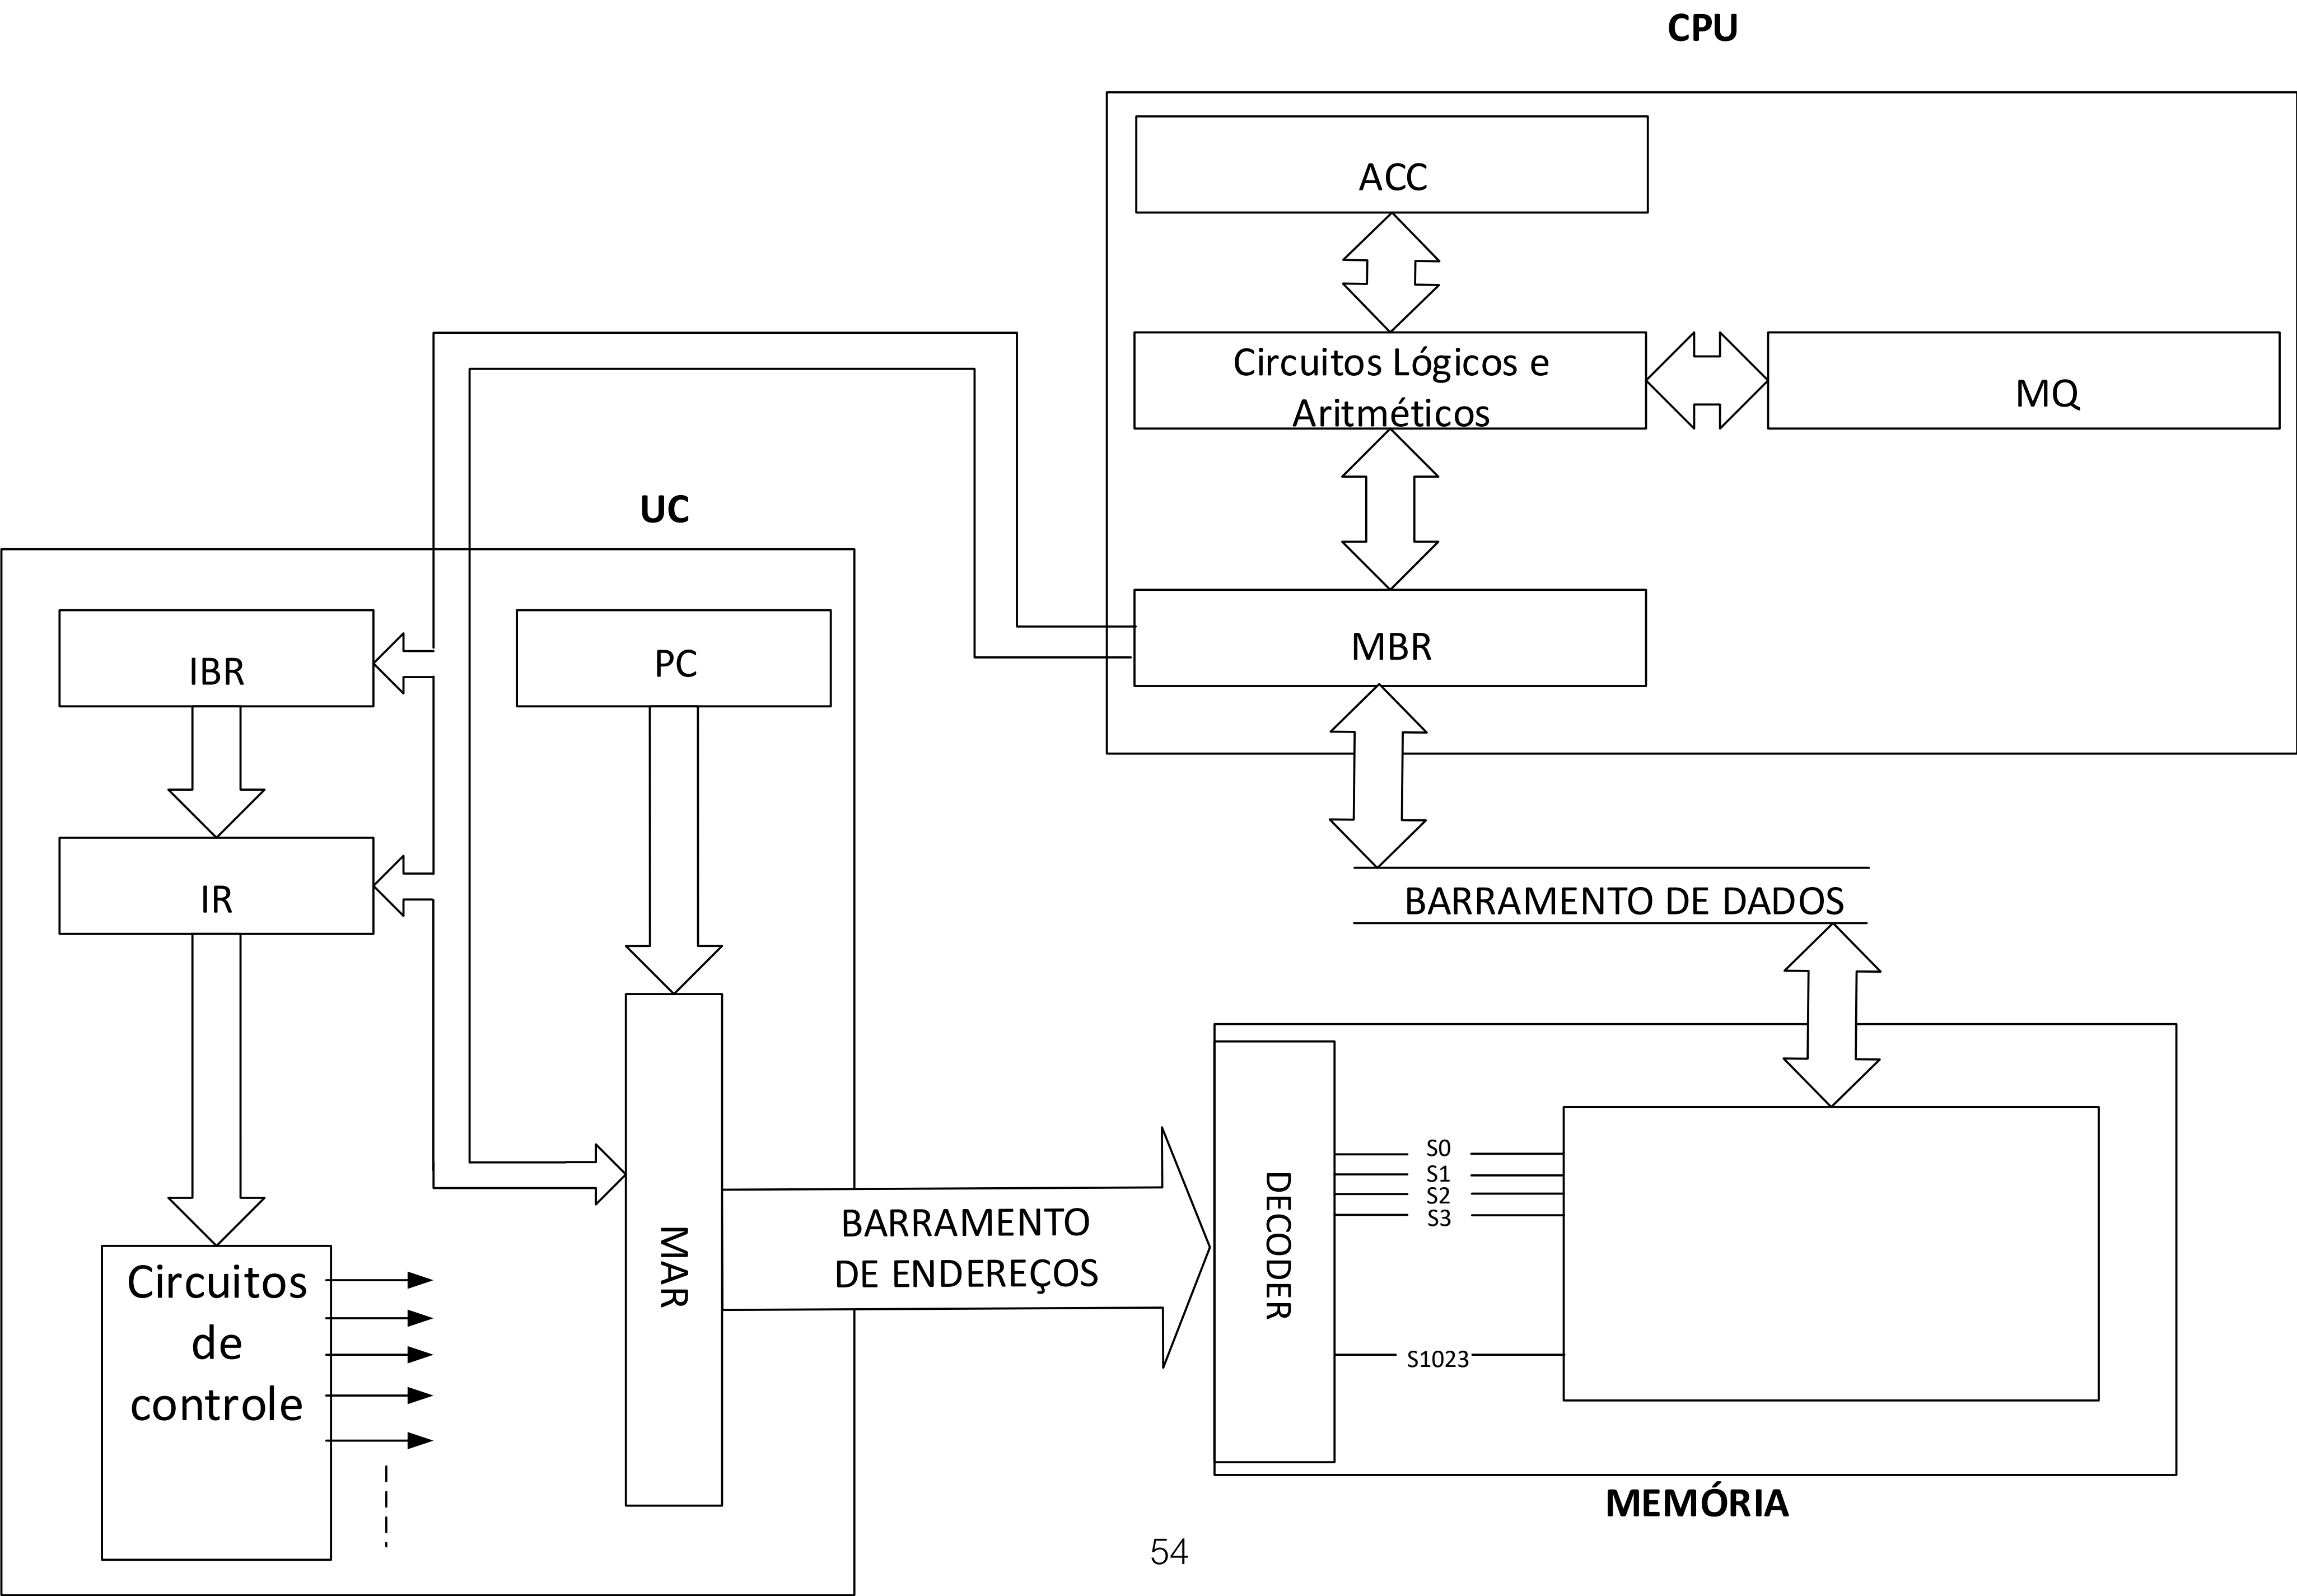 CPU
ACC
Circuitos Lógicos e
Aritméticos
MQ
UC
MBR
IBR
PC
IR
BARRAMENTO DE DADOS
MAR
BARRAMENTO
DE ENDEREÇOS
DECODER
S0
S1
S2
S3
S1023
Circuitos
de
controle
MEMÓRIA
54